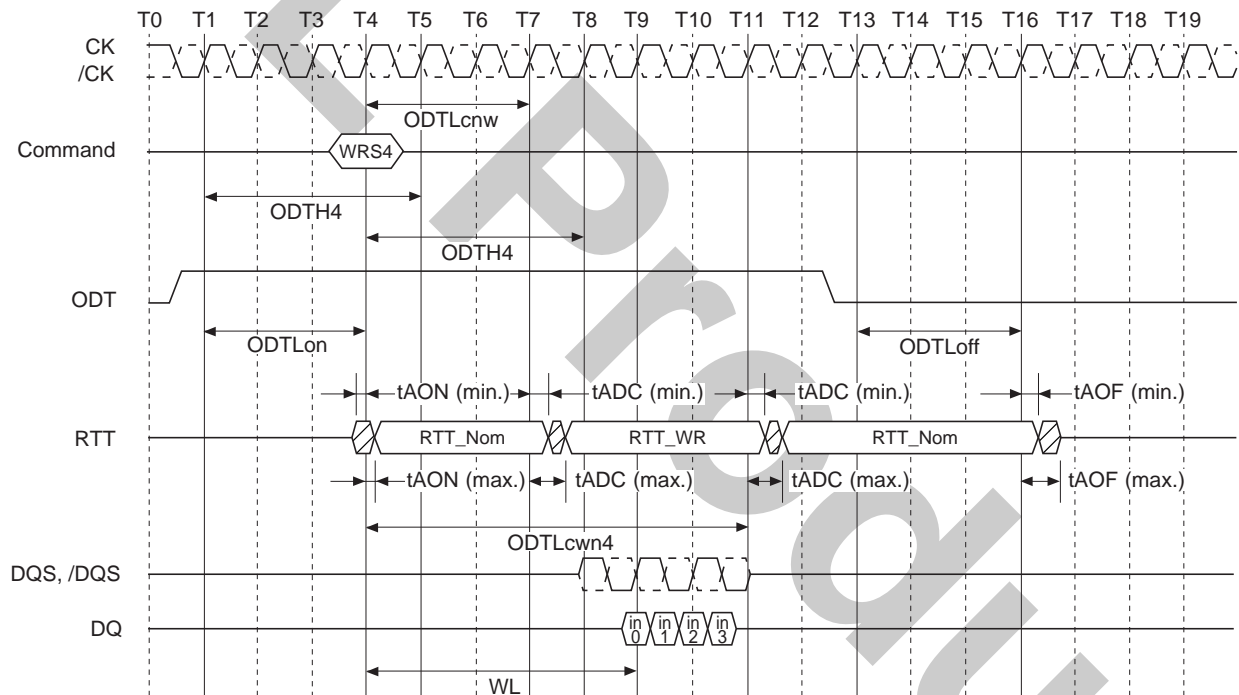 T0 T1 T2 T3 T4 T5 T6 T7 T8 T9 T10 T11 T12 T13 T14 T15 T16 T17 T18 T19
CK
/CK
ODTLcnw
Command WRS4
ODTH4
ODTH4
ODT
ODTLon ODTLoff
tAON (min.) tADC (min.) tADC (min.) tAOF (min.)
RTT RTT_Nom RTT_WR RTT_Nom
tAON (max.) tADC (max.) tADC (max.) tAOF (max.)
ODTLcwn4
DQS, /DQS
DQ in 0 in 1 in 2 in 3
WL
Produ